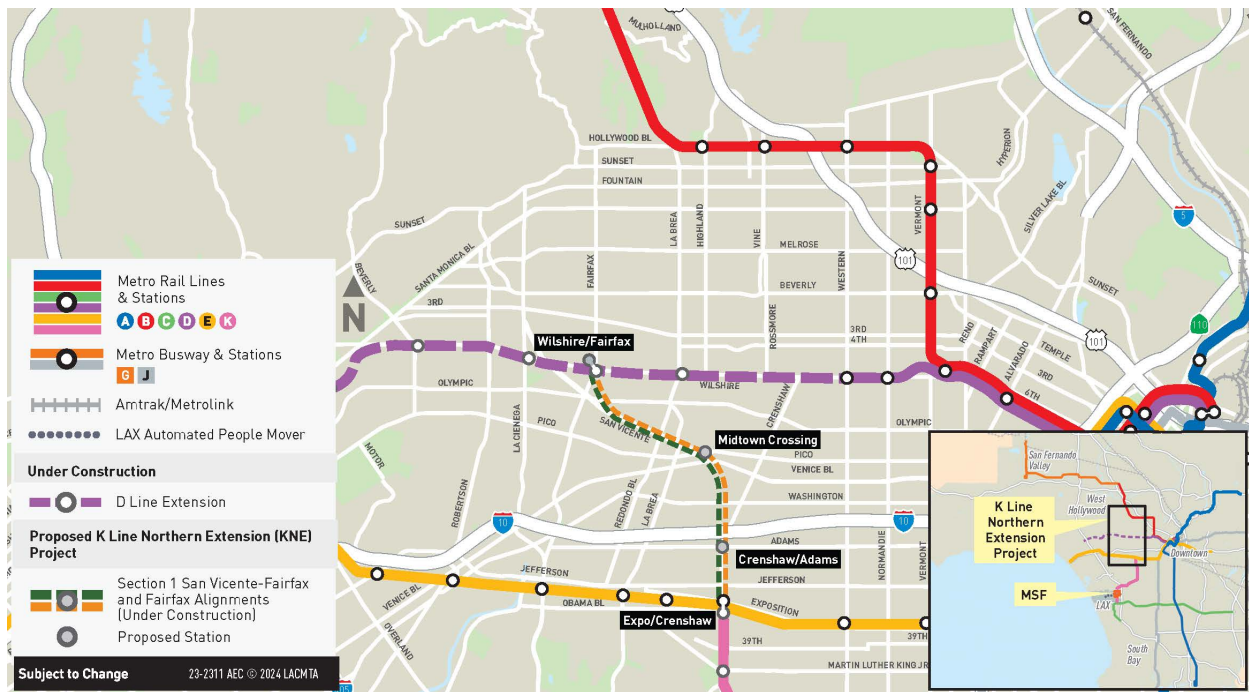 MULHOLLAND
SAN FERNANDO
HOLLYWOOD BL
SUNSET
FOUNTAIN
HYPERION
SILVER LAKE BL
5
SUNSET
SANTA MONICA BL
BEVERLY
FAIRFAX
LA BREA
HIGHLAND
VINE
MELROSE
WESTERN
VERMONT
101
BEVERLY
SUNSET
3RD
N
ROSSMORE
3RD
4TH
RENO
RAMPART
ALVARADO
TEMPLE
3RD
6TH
101
110
Wilshire/Fairfax
WILSHIRE
OLYMPIC
CRENSHAW
OLYMPIC
LA CIENEGA
PICO
SAN VICENTE
Midtown Crossing
PICO
VENICE BL
WASHINGTON
MOTOR
ROBERTSON
REDONDO BL
LA BREA
10
10
ADAMS
Crenshaw/Adams
NORMANDIE
VERMONT
JEFFERSON
JEFFERSON
VENICE BL
OBAMA BL
EXPOSITION
Expo/Crenshaw
OVERLAND
39TH
39TH
MARTIN LUTHER KING JR
405
Metro Rail Lines
& Stations
A B C D E K
Metro Busway & Stations
G J
Amtrak/Metrolink
LAX Automated People Mover
Under Construction
D Line Extension
Proposed K Line Northern Extension (KNE)
Project
Section 1 San Vicente-Fairfax
and Fairfax Alignments
(Under Construction)
Proposed Station
Subject to Change
23-2311 AEC © 2024 LACMTA
San Fernando
Valley
West
Hollywood
K Line
Northern
Extension
Project
Downtown
MSF
LAX
South
Bay